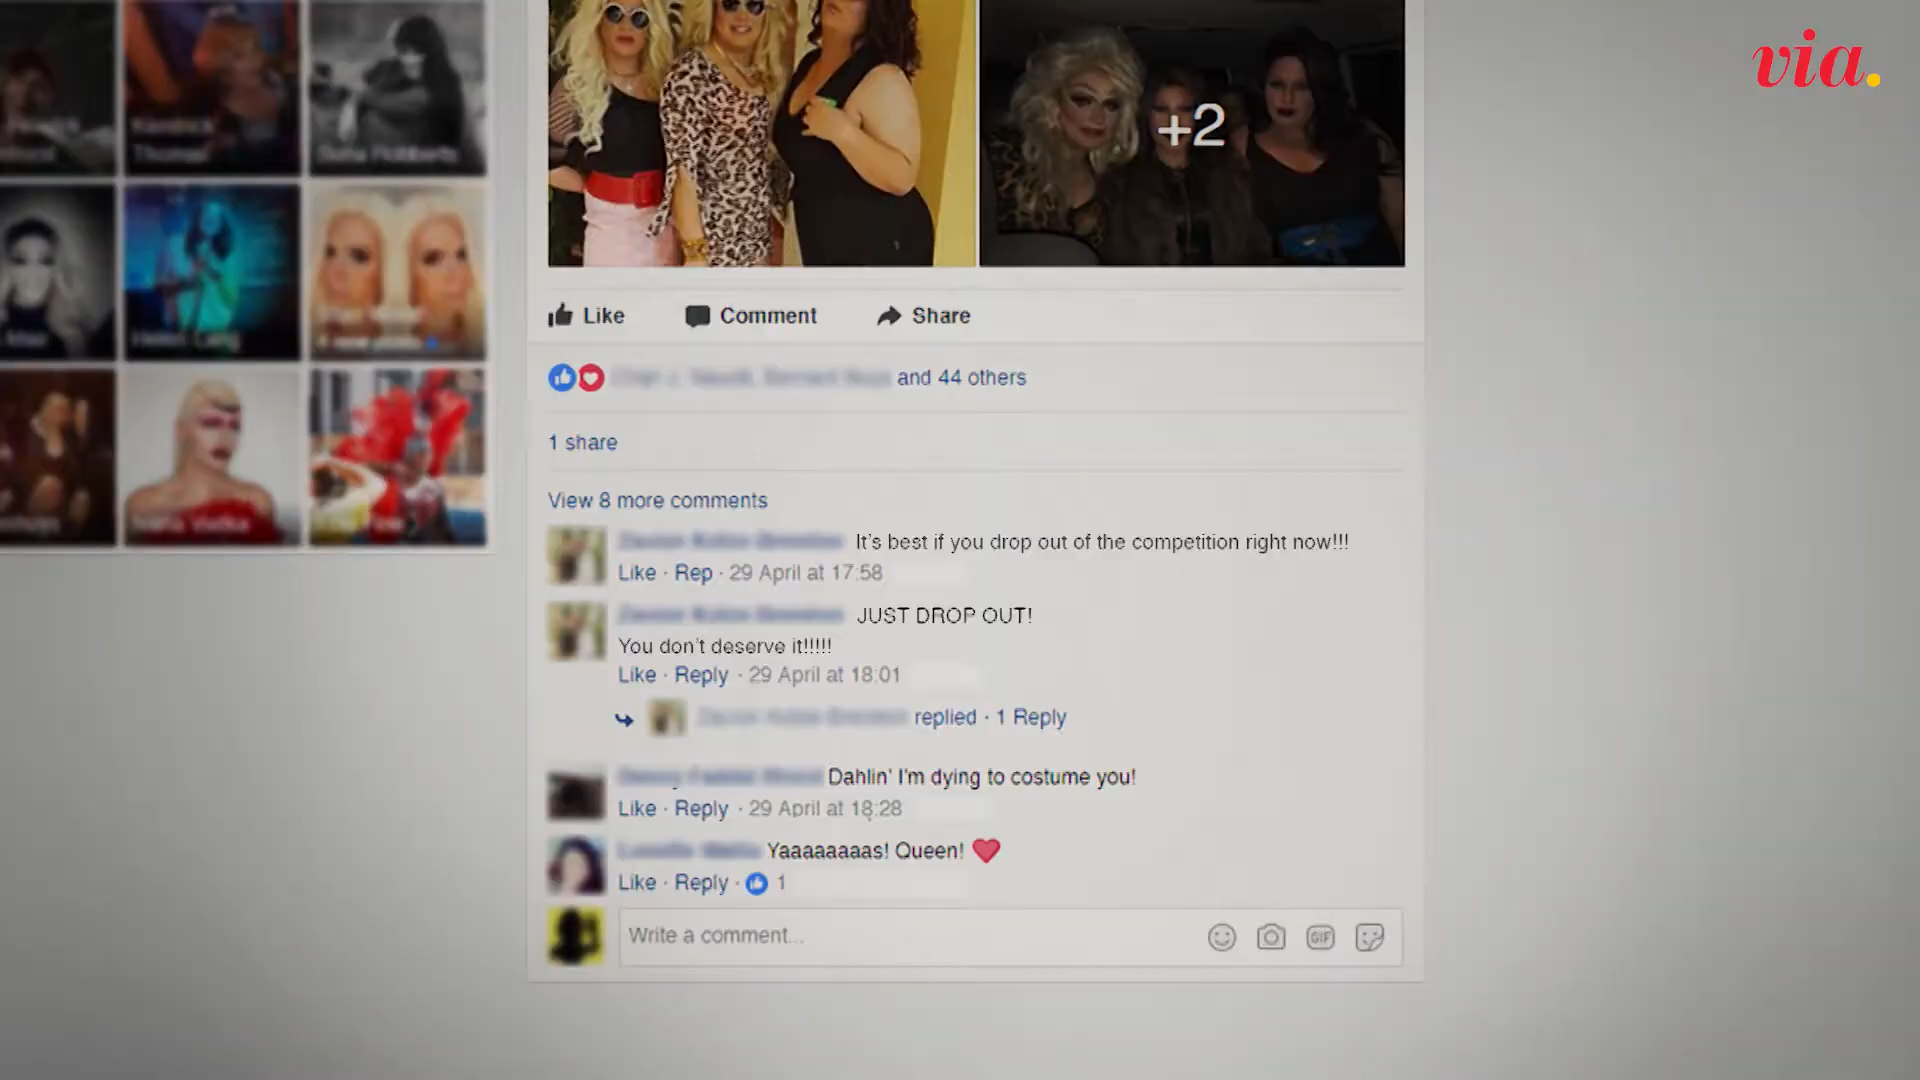 via.
Thomas
+2
Like Comment Share
and 44 others
1 share
View 8 more comments
It's best if you drop out of the competition right now!!!
Like · Rep · 29 April at 17:58
JUST DROP OUT!
You don't deserve it!!!!!
Like · Reply · 29 April at 18:01
replied · 1 Reply
Dahlin' I'm dying to costume you!
Like · Reply · 29 April at 18:28
Yaaaaaaaas! Queen!
Like · Reply · 1
Write a comment...
GIF